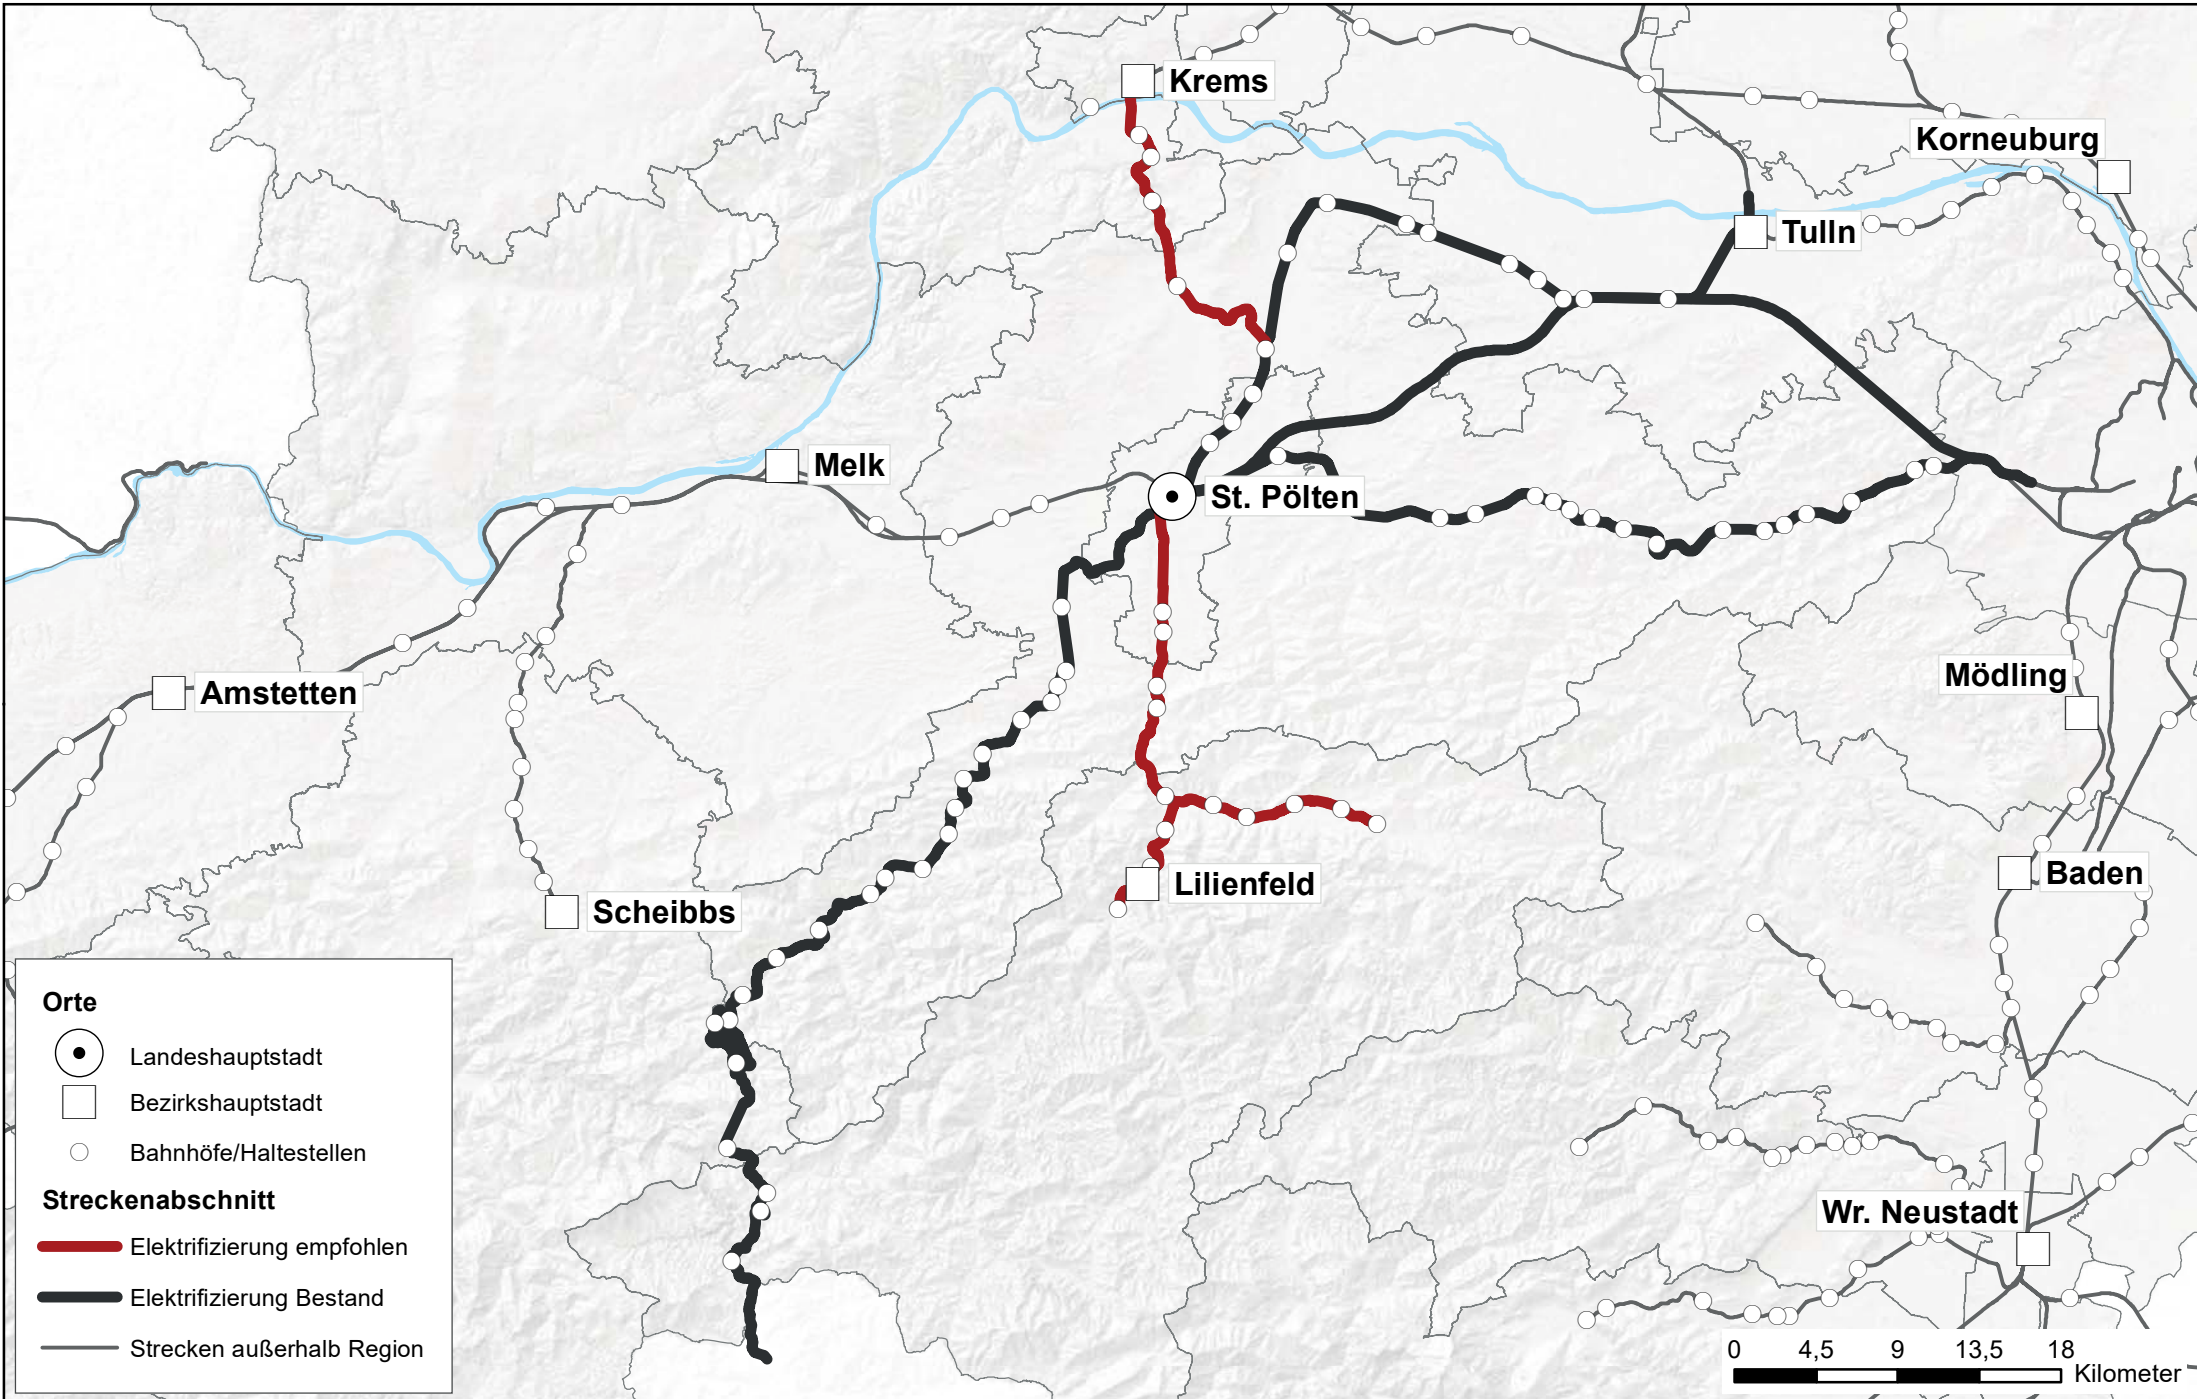 Krems
Korneuburg
Tulln
Melk
St. Pölten
Mödling
Amstetten
Baden
Lilienfeld
Scheibbs
Wr. Neustadt
Orte
Landeshauptstadt
Bezirkshauptstadt
Bahnhöfe/Haltestellen
Streckenabschnitt
Elektrifizierung empfohlen
Elektrifizierung Bestand
Strecken außerhalb Region
0 4,5 9 13,5 18
Kilometer